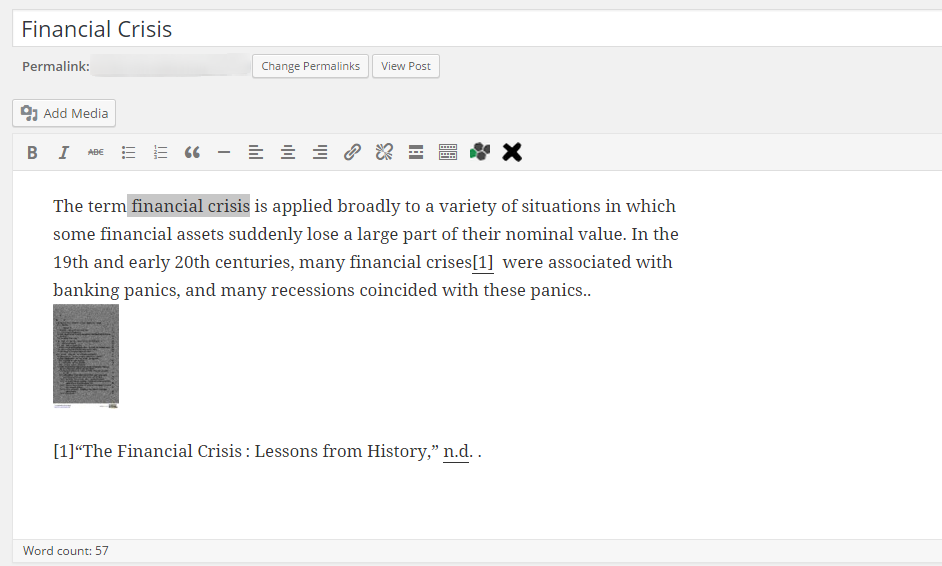 Financial Crisis
Permalink: Change Permalinks View Post
Add Media
B I ABC
The term financial crisis is applied broadly to a variety of situations in which
some financial assets suddenly lose a large part of their nominal value. In the
19th and early 20th centuries, many financial crises[1] were associated with
banking panics, and many recessions coincided with these panics..
[1]“The Financial Crisis : Lessons from History,” n.d. .
Word count: 57